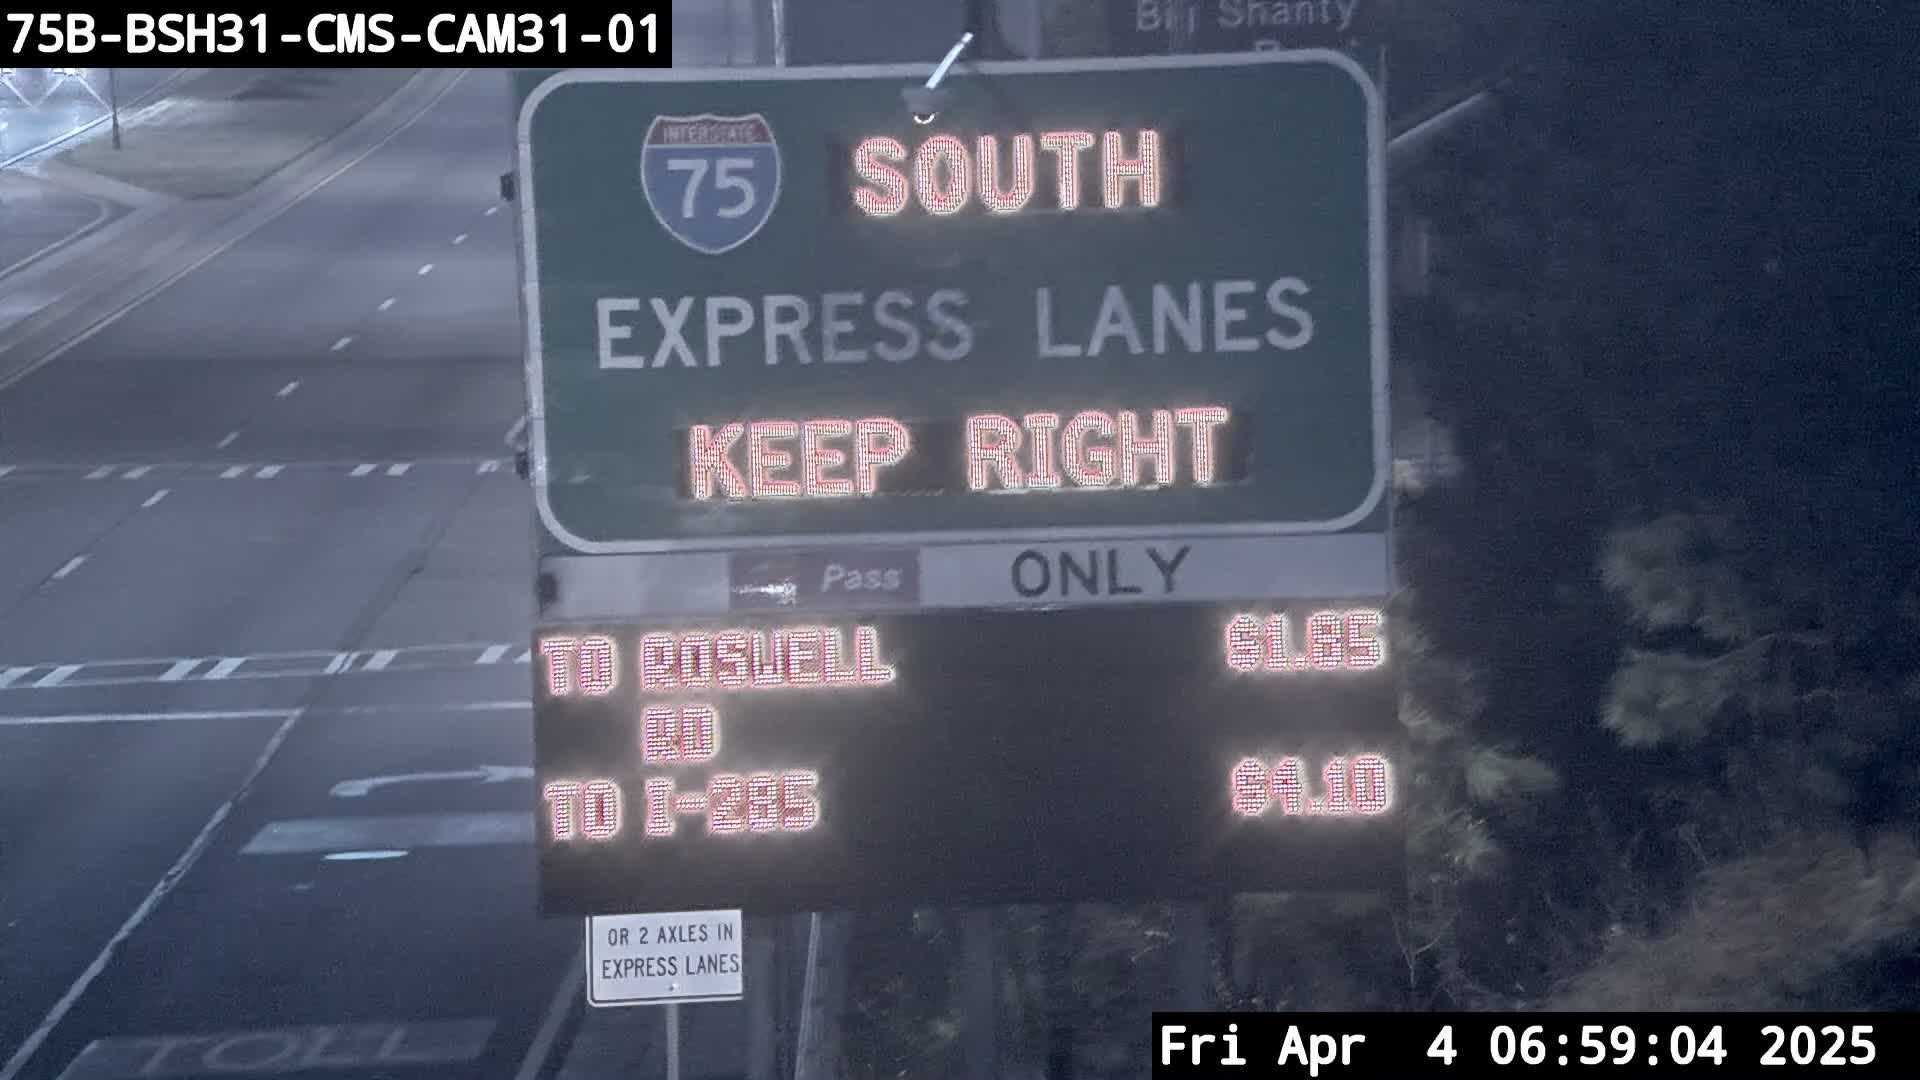 75B-BSH31-CMS-CAM31-01
Shanty
INTERSTATE
75
SOUTH
EXPRESS LANES
KEEP RIGHT
Pass ONLY
TO ROSWELL $1.85
RD
TO I-285 $4.10
OR 2 AXLES IN
EXPRESS LANES
TOLL
Fri Apr 4 06:59:04 2025